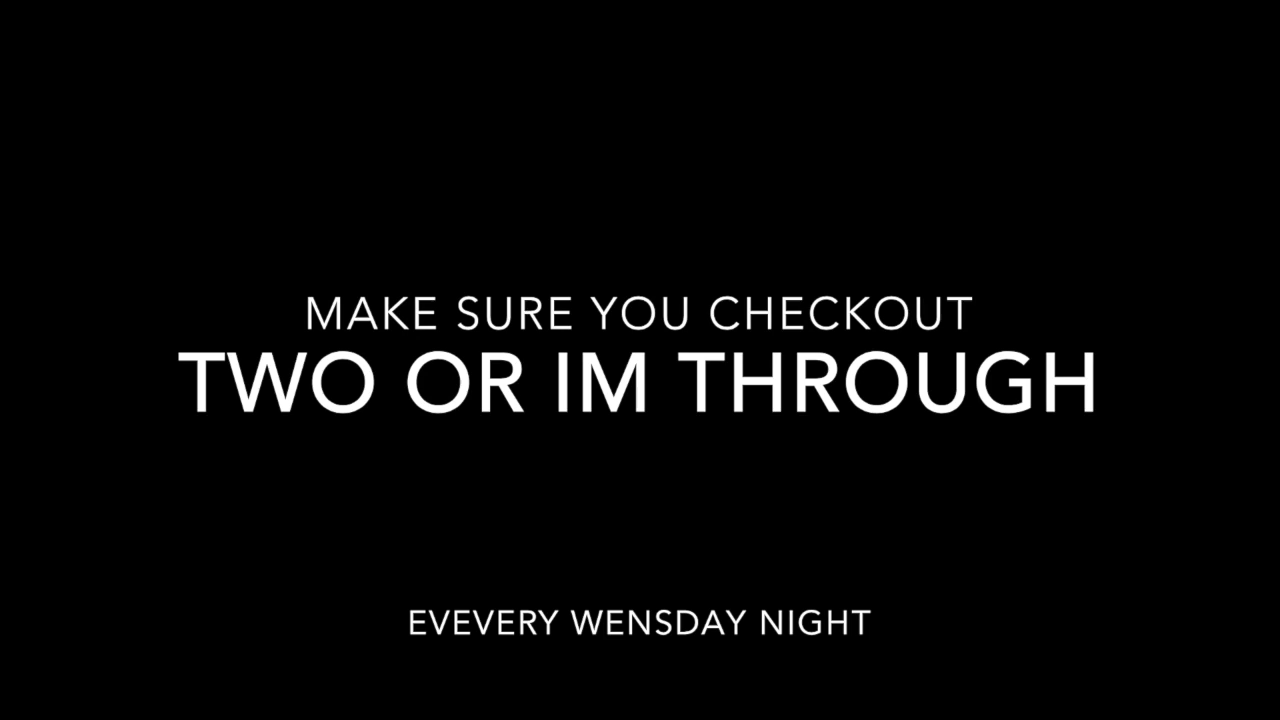 MAKE SURE YOU CHECKOUT
TWO OR IM THROUGH
EVEVERY WENSDAY NIGHT